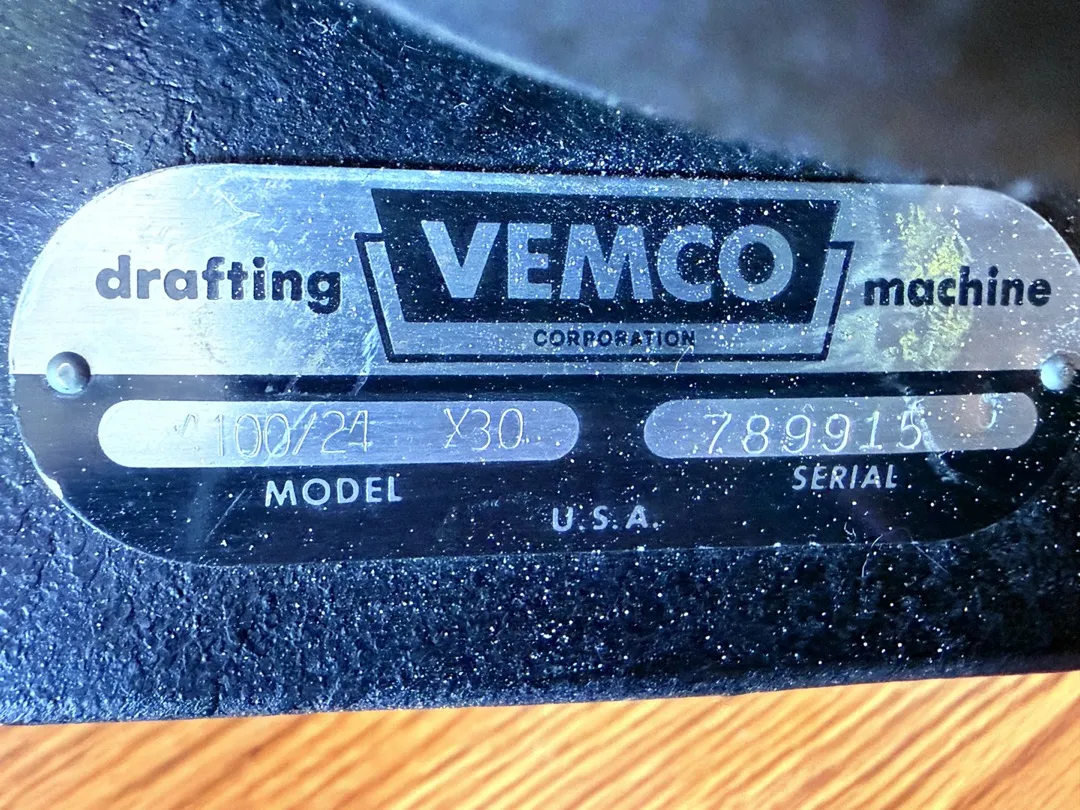 drafting VEMCO machine
CORPORATION
100/24 X30 789915
MODEL SERIAL
U.S.A.